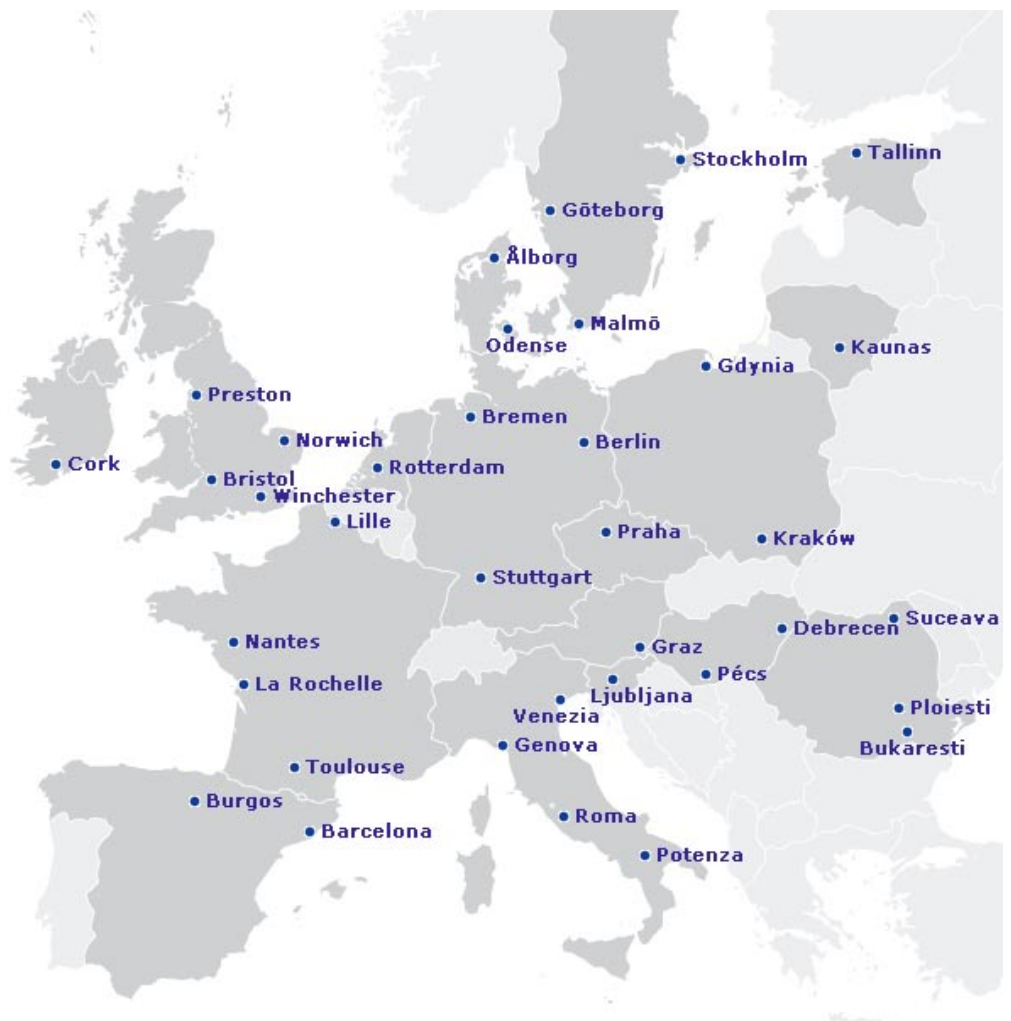 Tallinn
Stockholm
Göteborg
Ålborg
Malmö
Odense
Kaunas
Gdynia
Preston
Bremen
Norwich
Berlin
Cork
Rotterdam
Bristol
Winchester
Lille
Praha
Kraków
Stuttgart
Suceava
Debrecen
Nantes
Graz
Pécs
La Rochelle
Ljubljana
Venezia
Ploiesti
Genova
Bukaresti
Toulouse
Burgos
Roma
Barcelona
Potenza